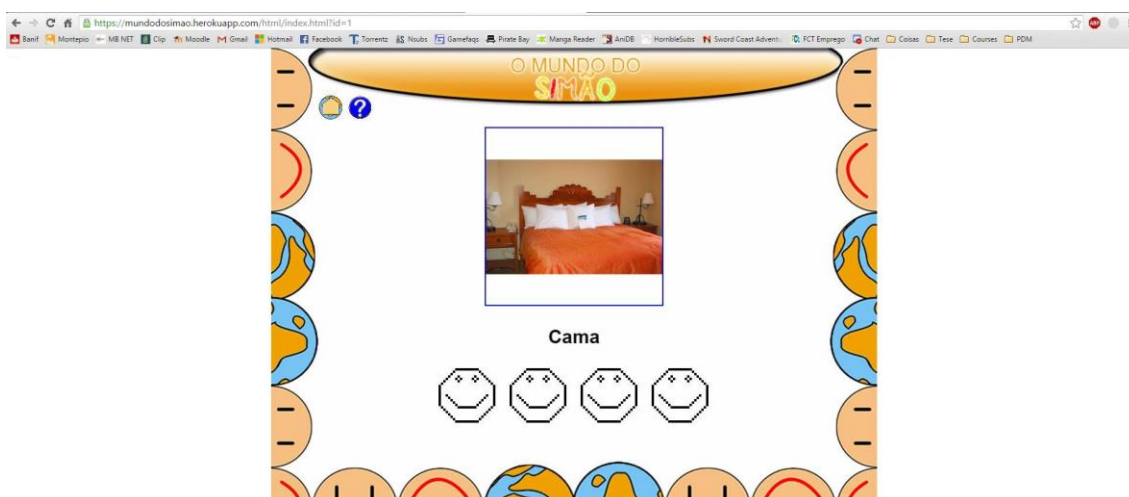 https://mundodosimao.herokuapp.com/html/index.html?id=1
Banif Montepio MB NET Clip Moodle Gmail Hotmail Facebook Torrentz Nsubs Gamefaqs Pirate Bay Manga Reader AniDB HorribleSubs Sword Coast Advent: FCT Emprego Chat Coisas Tese Courses PDM
O MUNDO DO
SIMÃO
?
Cama